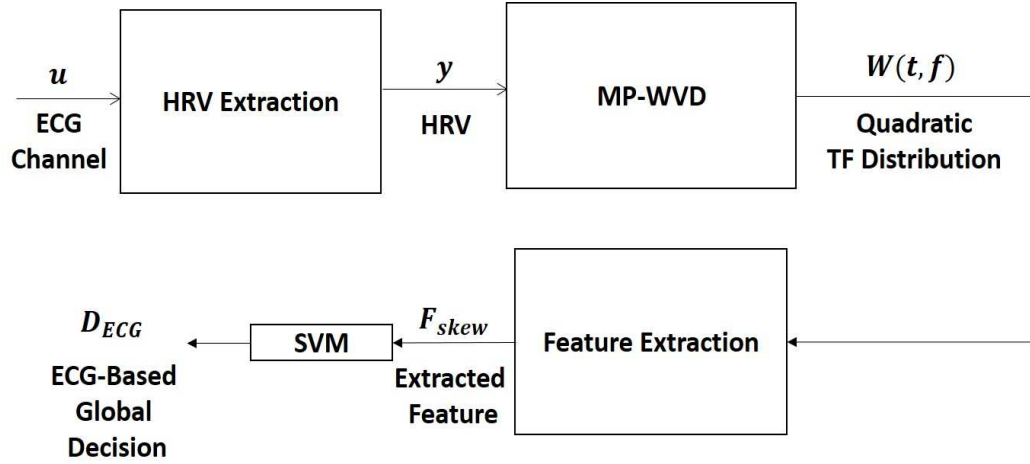 u
ECG
Channel
HRV Extraction
y
HRV
MP-WVD
W(t, f)
Quadratic
TF Distribution
Feature Extraction
F_skew
Extracted
Feature
SVM
D_ECG
ECG-Based
Global
Decision